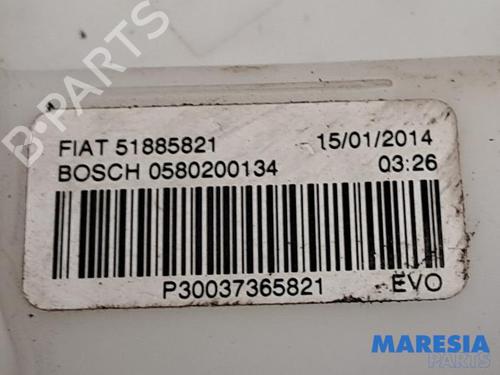 B-PARTS
FIAT 51885821 15/01/2014
BOSCH 0580200134 03:26
P30037365821 EVO
MARESIA
PARTS